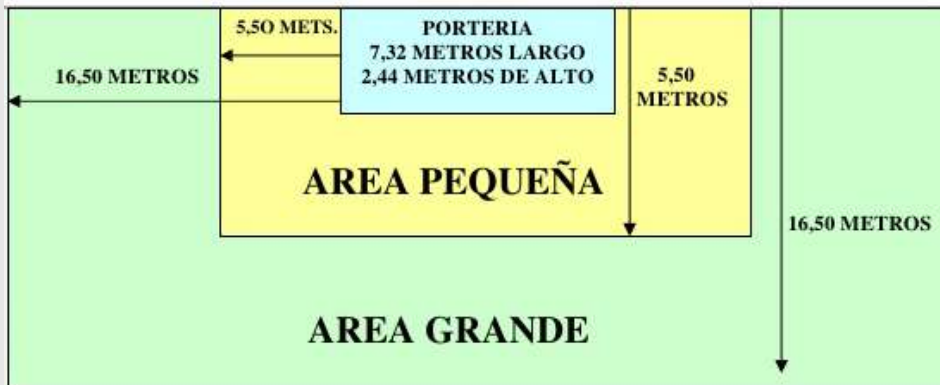 5,5O METS.
PORTERIA
7,32 METROS LARGO
2,44 METROS DE ALTO
16,50 METROS
5,50
METROS
AREA PEQUEÑA
16,50 METROS
AREA GRANDE